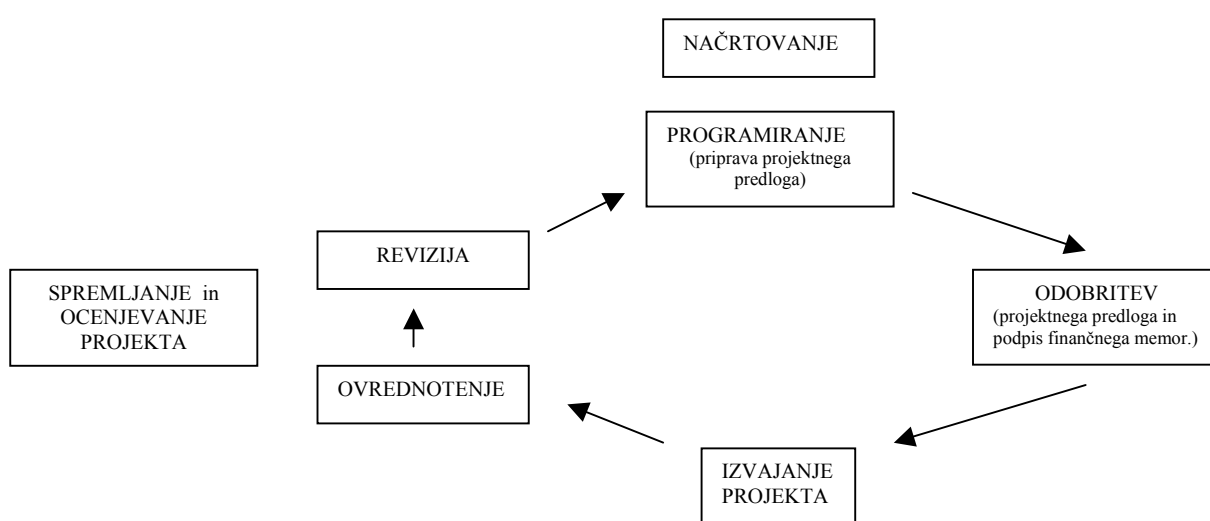 NAČRTOVANJE
PROGRAMIRANJE
(priprava projektnega
predloga)
REVIZIJA
SPREMLJANJE in
OCENJEVANJE
PROJEKTA
ODOBRITEV
(projektnega predloga in
podpis finančnega memor.)
OVREDNOTENJE
IZVAJANJE
PROJEKTA